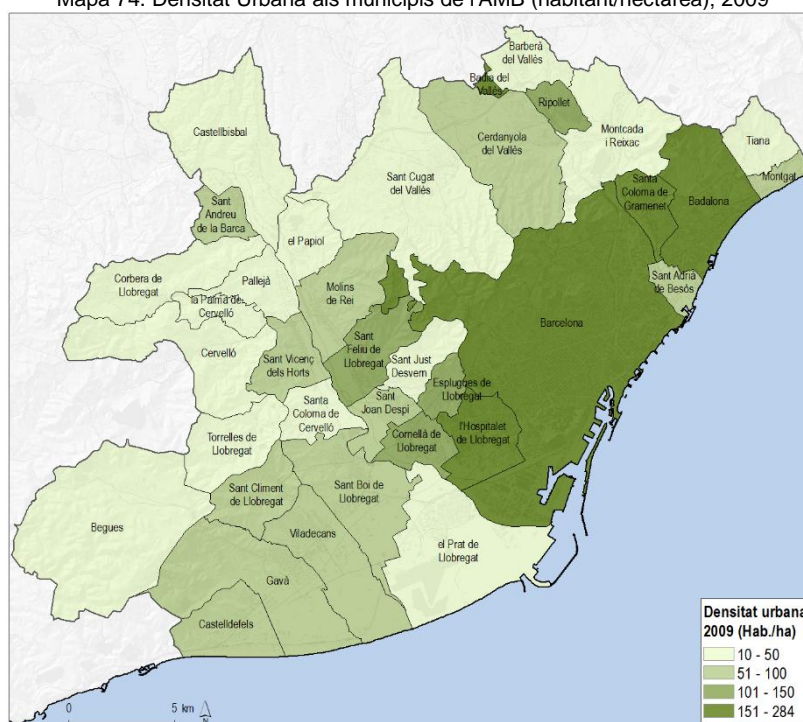 Mapa 74. Densitat Urbana als municipis de l'AMB (habitant/hectàrea), 2009
Barberà
del Vallès
Badia del
Vallès
Ripollet
Castellbisbal
Cerdanyola
del Vallès
Montcada
i Reixac
Tiana
Sant Cugat
del Vallès
Montgat
Santa
Coloma de
Gramenet
Badalona
Sant
Andreu
de la Barca
el Papiol
Corbera de
Llobregat
Pallejà
Molins
de Rei
Sant Adrià
de Besòs
la Palma de
Cervelló
Barcelona
Cervelló
Sant Vicenç
dels Horts
Sant
Feliu de
Llobregat
Sant Just
Desvern
Esplugues de
Llobregat
Santa
Coloma de
Cervelló
Sant
Joan Despí
Torrelles de
Llobregat
Cornellà de
Llobregat
l'Hospitalet
de Llobregat
Sant Climent
de Llobregat
Sant Boi de
Llobregat
Begues
Viladecans
el Prat de
Llobregat
Gavà
Castelldefels
Densitat urbana
2009 (Hab./ha)
10 - 50
51 - 100
101 - 150
151 - 284
0 5 km
N